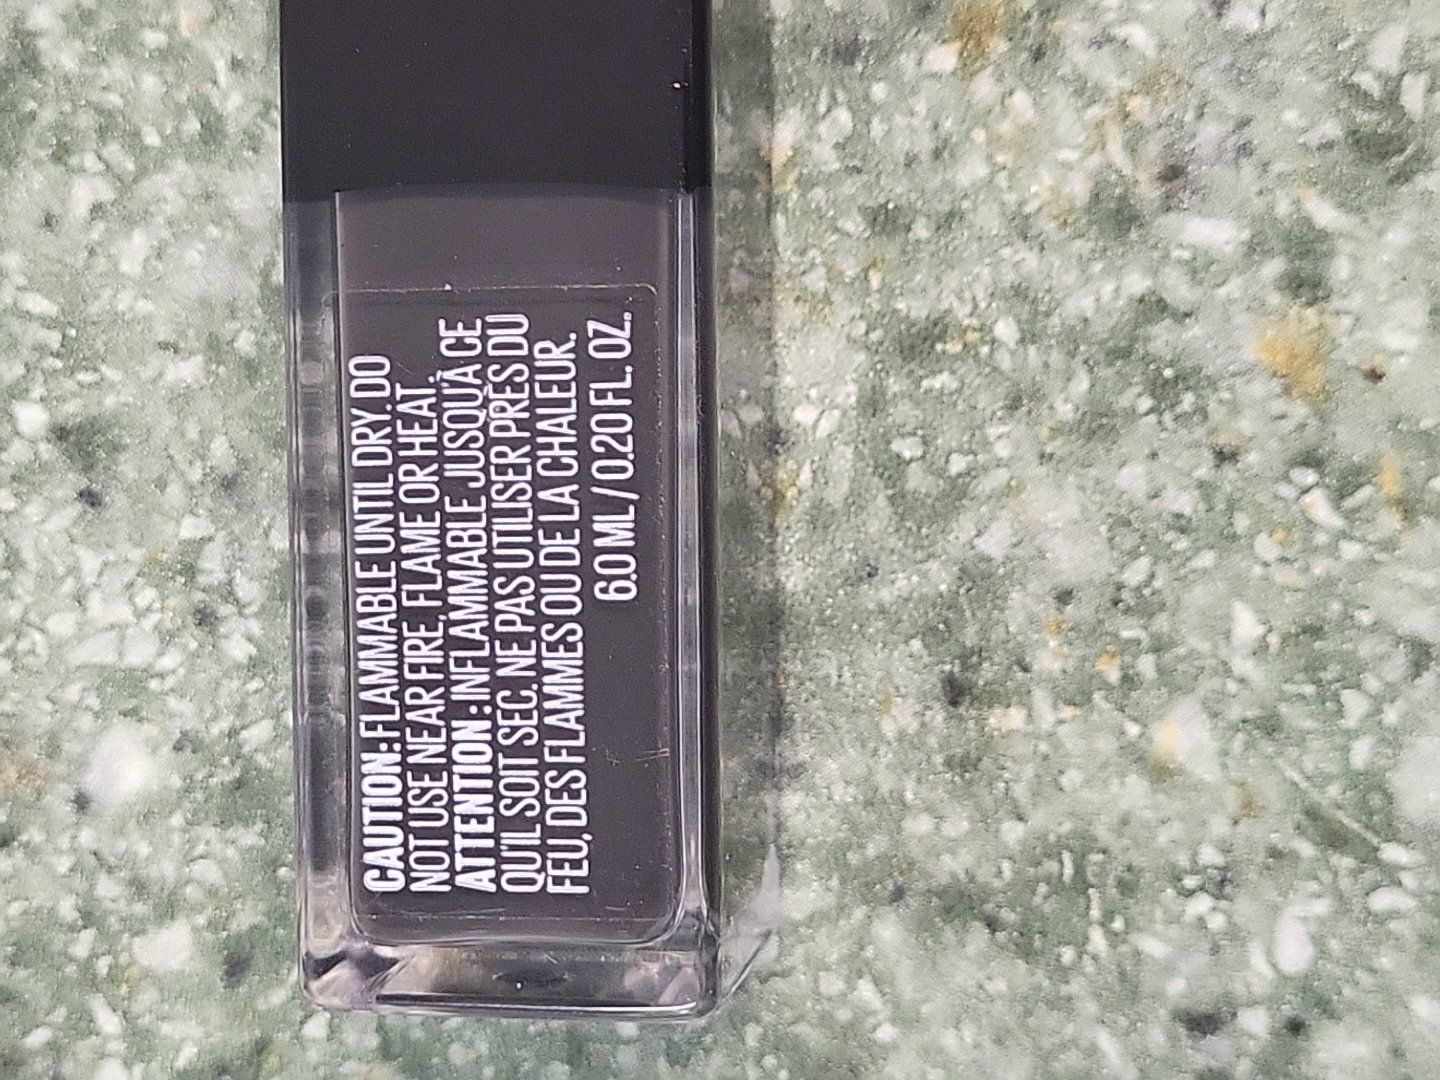 CAUTION: FLAMMABLE UNTIL DRY. DO
NOT USE NEAR FIRE, FLAME OR HEAT.
ATTENTION : INFLAMMABLE JUSQU'À CE
QU'IL SOIT SEC. NE PAS UTILISER PRÈS DU
FEU, DES FLAMMES OU DE LA CHALEUR.
6.0 ML / 0.20 FL. OZ.